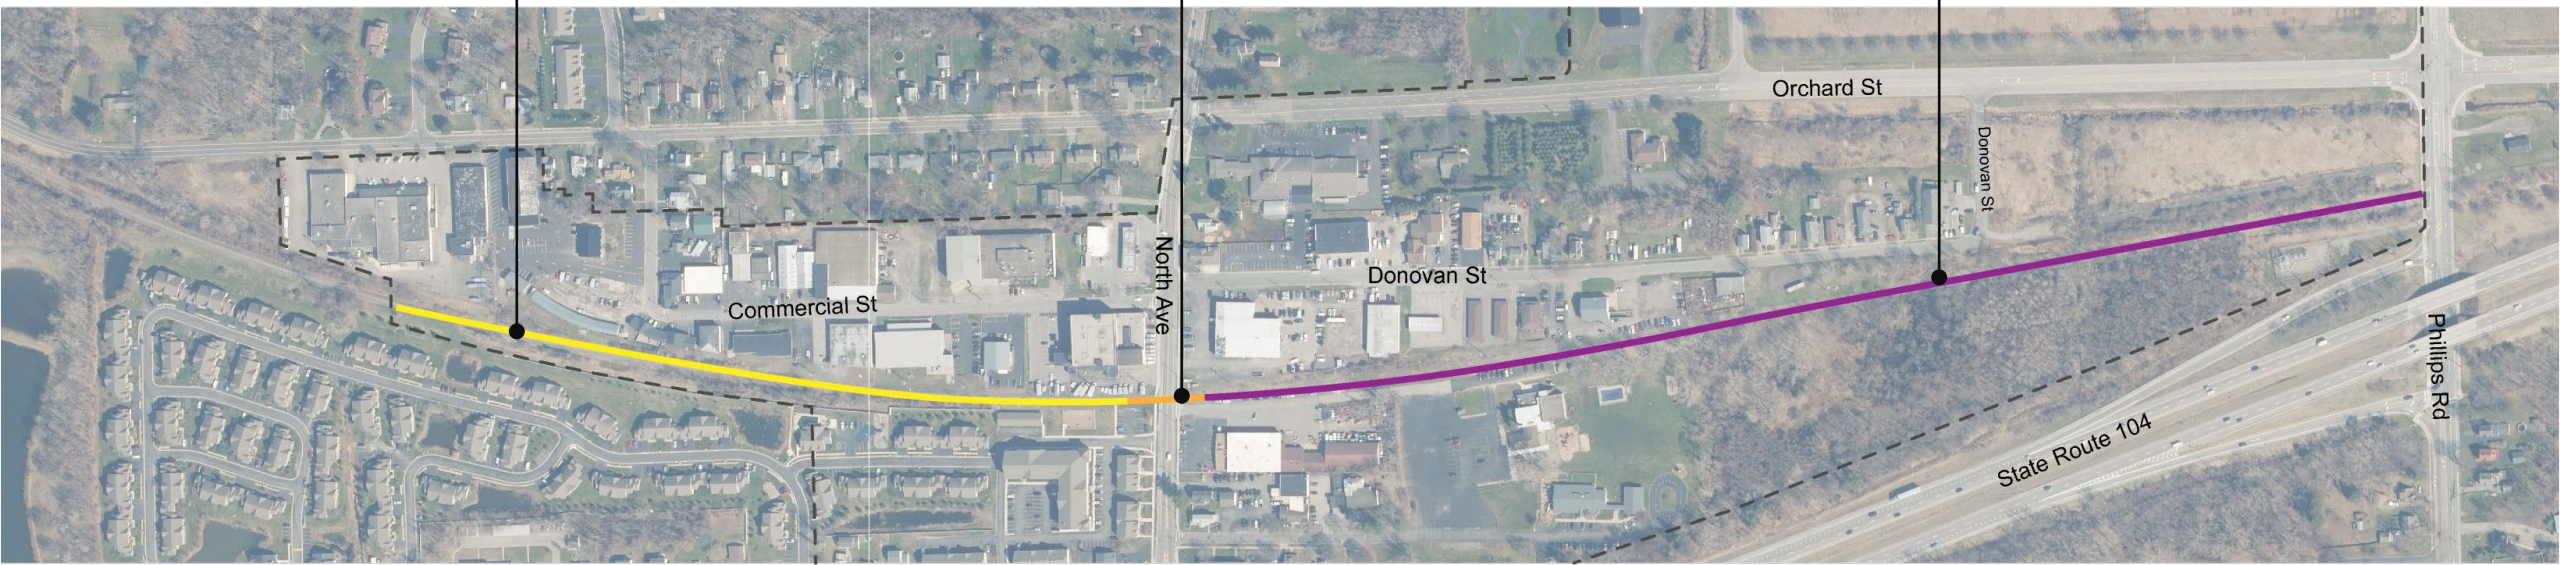 Orchard St
Donovan St
North Ave
Donovan St
Commercial St
Phillips Rd
State Route 104